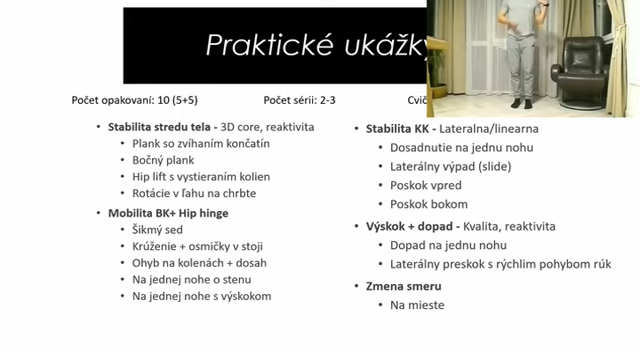 Praktické ukážky
Počet opakovaní: 10 (5+5)
Počet sérii: 2-3
Stabilita stredu tela - 3D core, reaktivita
Plank so zvíhaním končatín
Bočný plank
Hip lift s vystieraním kolien
Rotácie v ľahu na chrbte
Mobilita BK+ Hip hinge
Šikmý sed
Krúženie + osmičky v stoji
Ohyb na kolenách + dosah
Na jednej nohe o stenu
Na jednej nohe s výskokom
Stabilita KK - Lateralna/linearna
Dosadnutie na jednu nohu
Laterálny výpad (slide)
Poskok vpred
Poskok bokom
Výskok + dopad - Kvalita, reaktivita
Dopad na jednu nohu
Laterálny preskok s rýchlim pohybom rúk
Zmena smeru
Na mieste